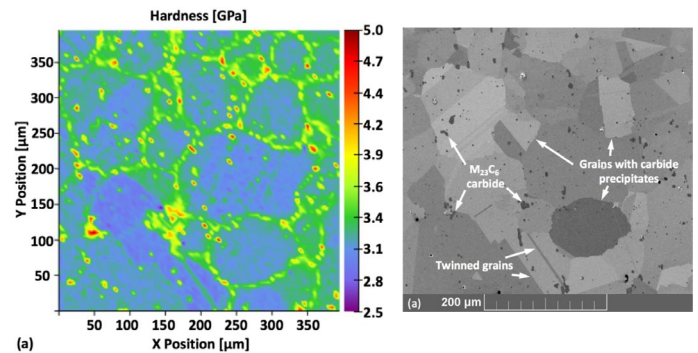 Hardness [GPa]
350
300
250
200
150
100
50
Y Position [µm]
50 100 150 200 250 300 350
X Position [µm]
(a)
5.0
4.7
4.4
4.2
3.9
3.6
3.4
3.1
2.8
2.5
M23C6
carbide
Grains with carbide
precipitates
Twinned grains
(a) 200 µm